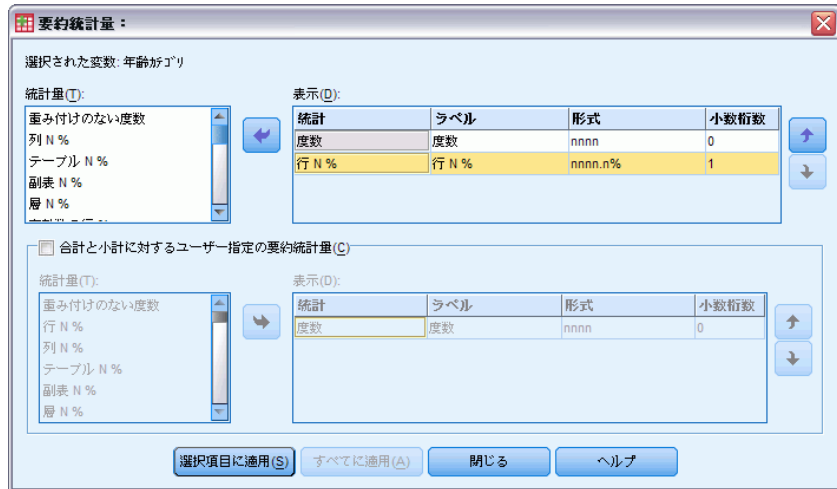 要約統計量：
選択された変数: 年齢カテゴリ
統計量(T):
重み付けのない度数
列 N %
テーブル N %
副表 N %
層 N %
表示(D):
統計 ラベル 形式 小数桁数
度数 度数 nnnn 0
行 N % 行 N % nnnn.n% 1
合計と小計に対するユーザー指定の要約統計量(C)
統計量(T):
重み付けのない度数
行 N %
列 N %
テーブル N %
副表 N %
層 N %
表示(D):
統計 ラベル 形式 小数桁数
度数 度数 nnnn 0
選択項目に適用(S) すべてに適用(A) 閉じる ヘルプ